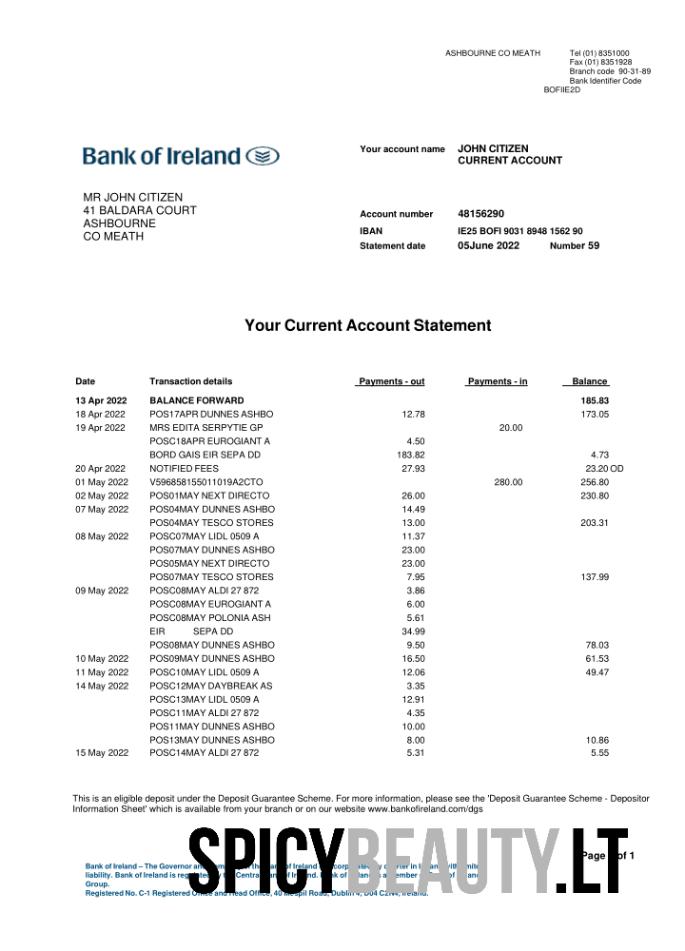 ASHBOURNE CO MEATH Tel (01) 8351000
Fax (01) 8351928
Branch code 90-31-89
Bank Identifier Code
BOFIIE2D
Bank of Ireland
Your account name JOHN CITIZEN
CURRENT ACCOUNT
MR JOHN CITIZEN
41 BALDARA COURT
ASHBOURNE
CO MEATH
Account number 48156290
IBAN IE25 BOFI 9031 8948 1562 90
Statement date 05June 2022 Number 59
Your Current Account Statement
Date Transaction details Payments - out Payments - in Balance
13 Apr 2022 BALANCE FORWARD 185.83
18 Apr 2022 POS17APR DUNNES ASHBO 12.78 173.05
19 Apr 2022 MRS EDITA SERPYTIE GP 20.00
POSC18APR EUROGIANT A 4.50
BORD GAIS EIR SEPA DD 183.82 4.73
20 Apr 2022 NOTIFIED FEES 27.93 23.20 OD
01 May 2022 V596858155011019A2CTO 280.00 256.80
02 May 2022 POS01MAY NEXT DIRECTO 26.00 230.80
07 May 2022 POS04MAY DUNNES ASHBO 14.49
POS04MAY TESCO STORES 13.00 203.31
08 May 2022 POSC07MAY LIDL 0509 A 11.37
POS07MAY DUNNES ASHBO 23.00
POS05MAY NEXT DIRECTO 23.00
POS07MAY TESCO STORES 7.95 137.99
09 May 2022 POSC08MAY ALDI 27 872 3.86
POSC08MAY EUROGIANT A 6.00
POSC08MAY POLONIA ASH 5.61
EIR SEPA DD 34.99
POS08MAY DUNNES ASHBO 9.50 78.03
10 May 2022 POS09MAY DUNNES ASHBO 16.50 61.53
11 May 2022 POSC10MAY LIDL 0509 A 12.06 49.47
14 May 2022 POSC12MAY DAYBREAK AS 3.35
POSC13MAY LIDL 0509 A 12.91
POSC11MAY ALDI 27 872 4.35
POS11MAY DUNNES ASHBO 10.00
POS13MAY DUNNES ASHBO 8.00 10.86
15 May 2022 POSC14MAY ALDI 27 872 5.31 5.55
This is an eligible deposit under the Deposit Guarantee Scheme. For more information, please see the 'Deposit Guarantee Scheme - Depositor
Information Sheet' which is available from your branch or on our website www.bankofireland.com/dgs
SPICYBEAUTY.LT
Page of 1
Bank of Ireland – The Governor and of Ireland
liability. Bank of Ireland is
Group.
Registered No. C-1 Registered Office and Head Office, 40 Mespil Road, Dublin 4, D04 C2N4, Ireland.